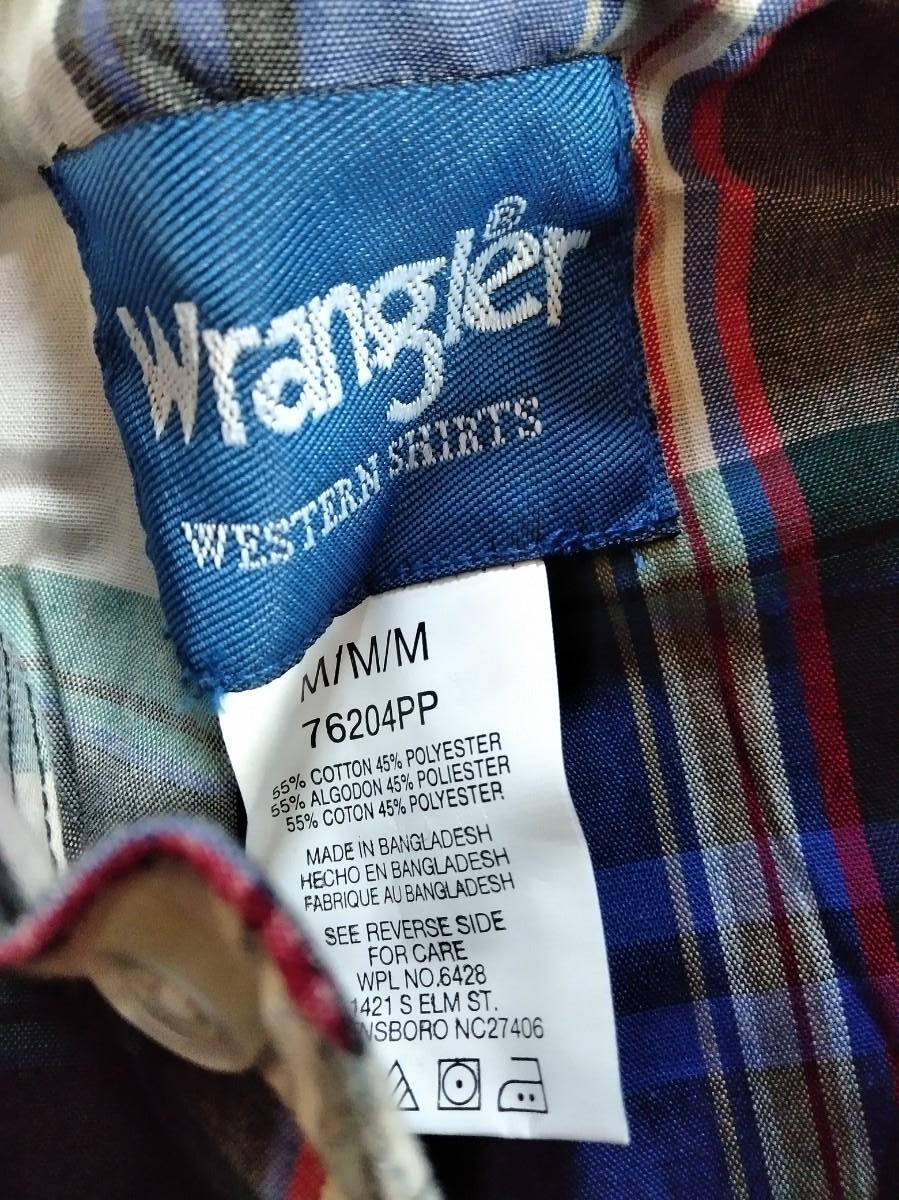 Wrangler®
WESTERN SHIRTS
M/M/M
76204PP
55% COTTON 45% POLYESTER
55% ALGODON 45% POLIESTER
55% COTON 45% POLYESTER
MADE IN BANGLADESH
HECHO EN BANGLADESH
FABRIQUE AU BANGLADESH
SEE REVERSE SIDE
FOR CARE
WPL NO.6428
1421 S ELM ST.
NSBORO NC27406